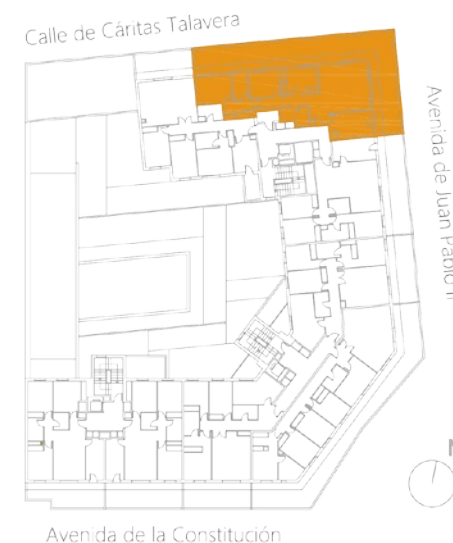 Calle de Cáritas Talavera
Avenida de Juan Pablo II
Avenida de la Constitución